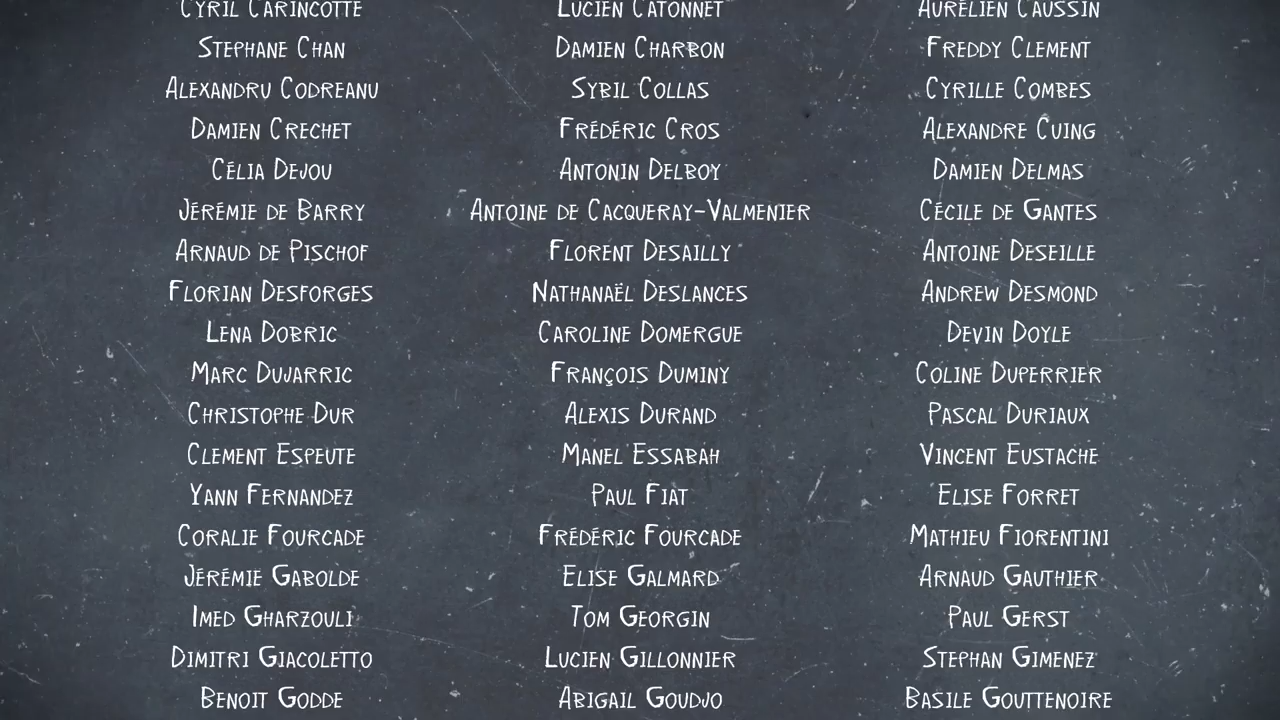 Cyril Carincotte Lucien Catonnet Aurélien Caussin
Stephane Chan Damien Charbon Freddy Clement
Alexandru Codreanu Sybil Collas Cyrille Combes
Damien Crechet Frédéric Cros Alexandre Cuing
Célia Dejou Antonin Delboy Damien Delmas
Jérémie de Barry Antoine de Cacqueray-Valmenier Cécile de Gantes
Arnaud de Pischof Florent Desailly Antoine Deseille
Florian Desforges Nathanaël Deslances Andrew Desmond
Lena Dobric Caroline Domergue Devin Doyle
Marc Dujarric François Duminy Coline Duperrier
Christophe Dur Alexis Durand Pascal Duriaux
Clement Espeute Manel Essabah Vincent Eustache
Yann Fernandez Paul Fiat Elise Forret
Coralie Fourcade Frédéric Fourcade Mathieu Fiorentini
Jérémie Gabolde Elise Galmard Arnaud Gauthier
Imed Gharzouli Tom Georgin Paul Gerst
Dimitri Giacoletto Lucien Gillonnier Stephan Gimenez
Benoit Godde Abigail Goudjo Basile Gouttenoire